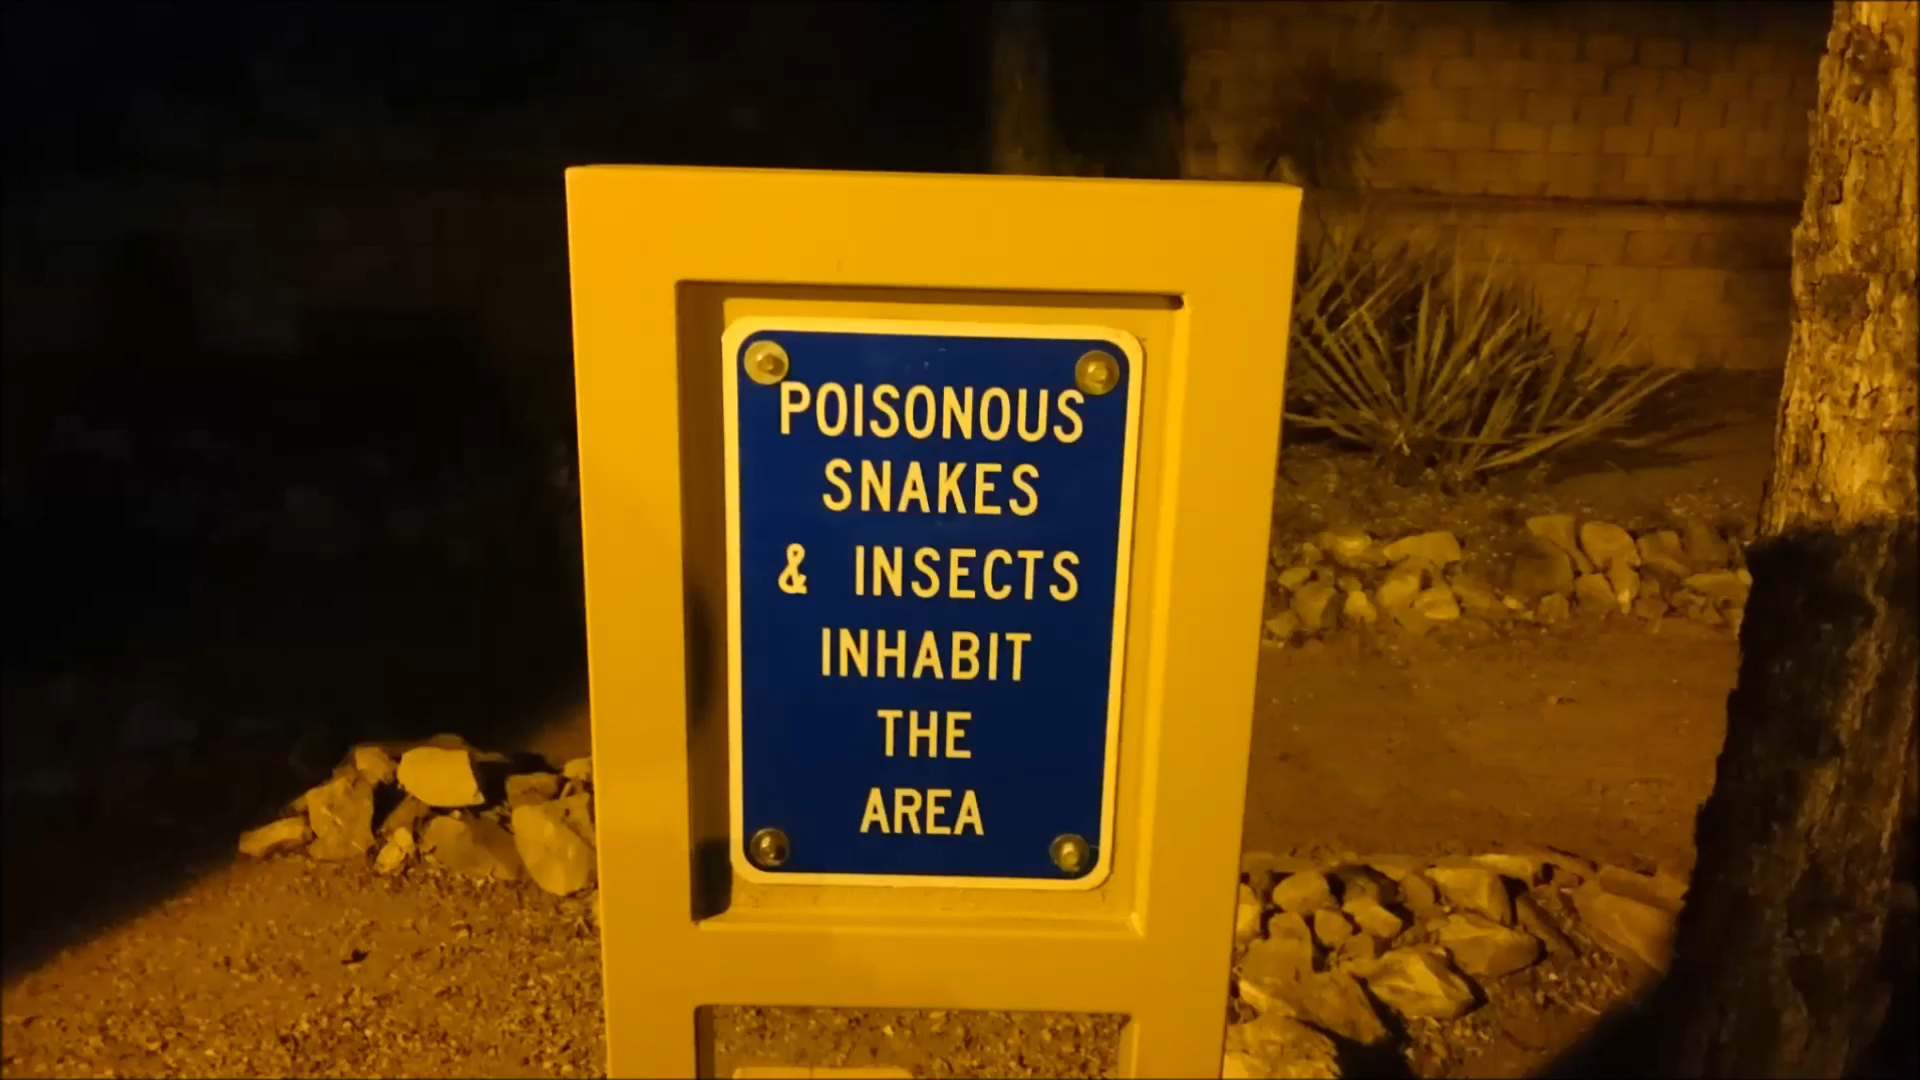 POISONOUS
SNAKES
& INSECTS
INHABIT
THE
AREA